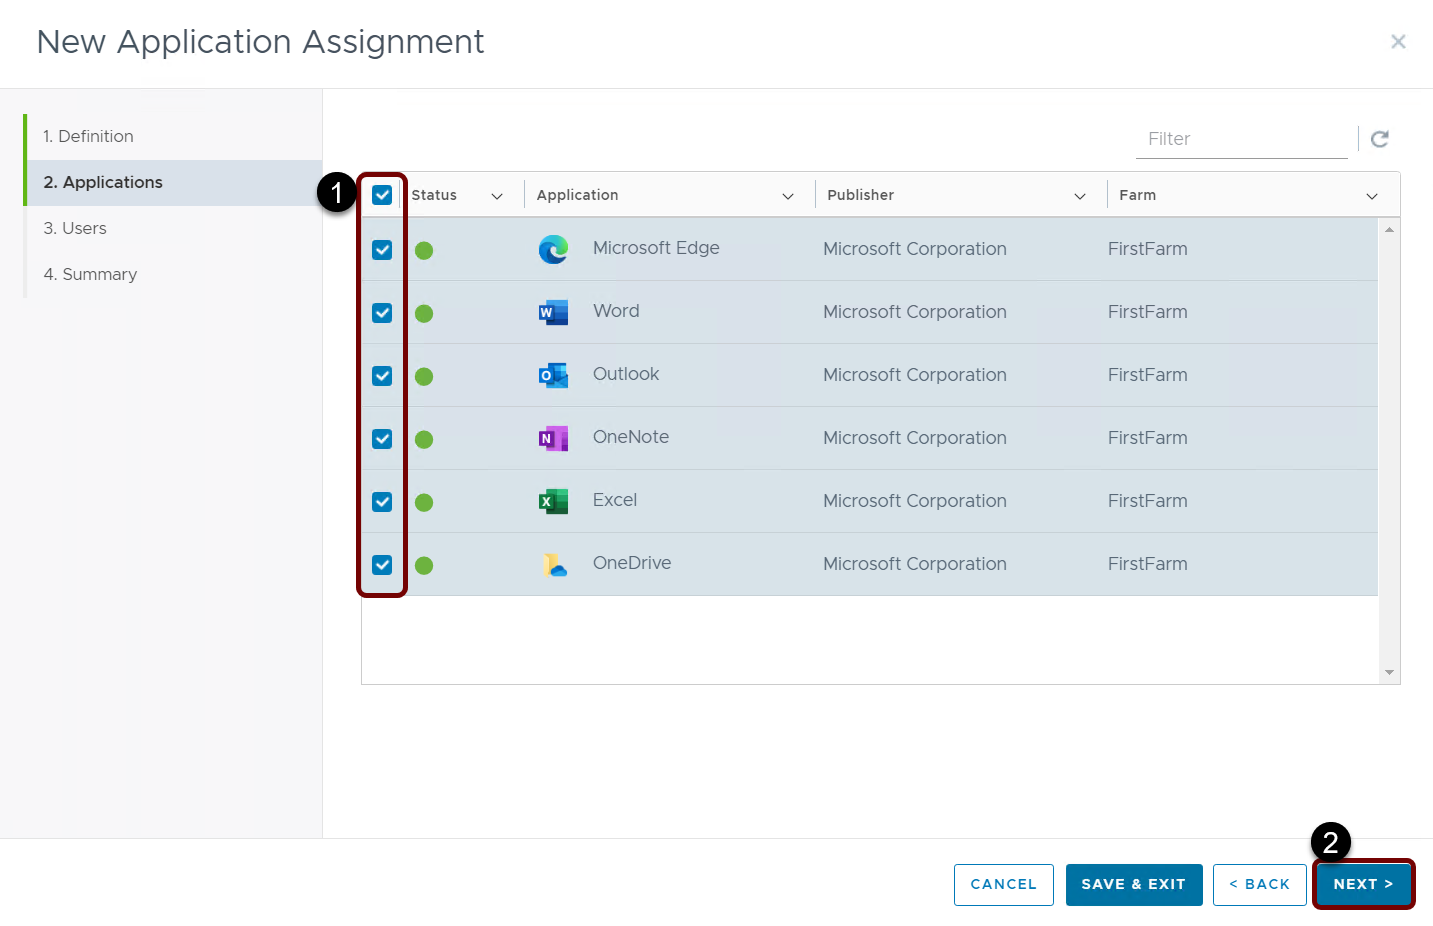 New Application Assignment
1. Definition
2. Applications
3. Users
4. Summary
Filter
1
Status Application Publisher Farm
Microsoft Edge Microsoft Corporation FirstFarm
W Word Microsoft Corporation FirstFarm
O Outlook Microsoft Corporation FirstFarm
N OneNote Microsoft Corporation FirstFarm
X Excel Microsoft Corporation FirstFarm
OneDrive Microsoft Corporation FirstFarm
2
CANCEL SAVE & EXIT < BACK NEXT >